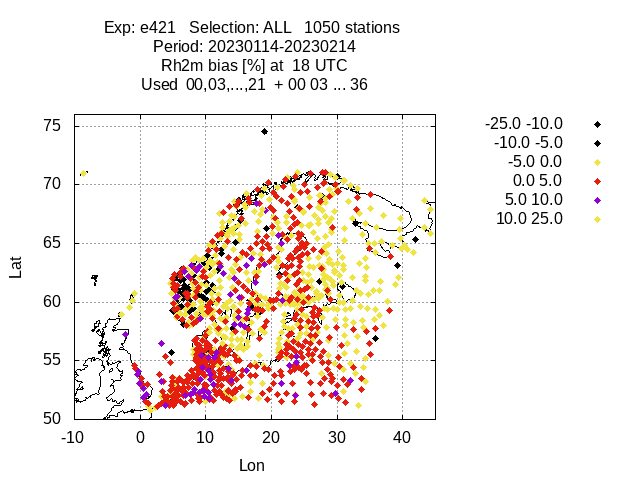 Exp: e421   Selection: ALL   1050 stations
Period: 20230114-20230214
Rh2m bias [%] at  18 UTC
Used  00,03,...,21  + 00 03 ... 36
-25.0 -10.0
-10.0 -5.0
-5.0 0.0
0.0 5.0
5.0 10.0
10.0 25.0
75
70
65
60
55
50
Lat
-10 0 10 20 30 40
Lon